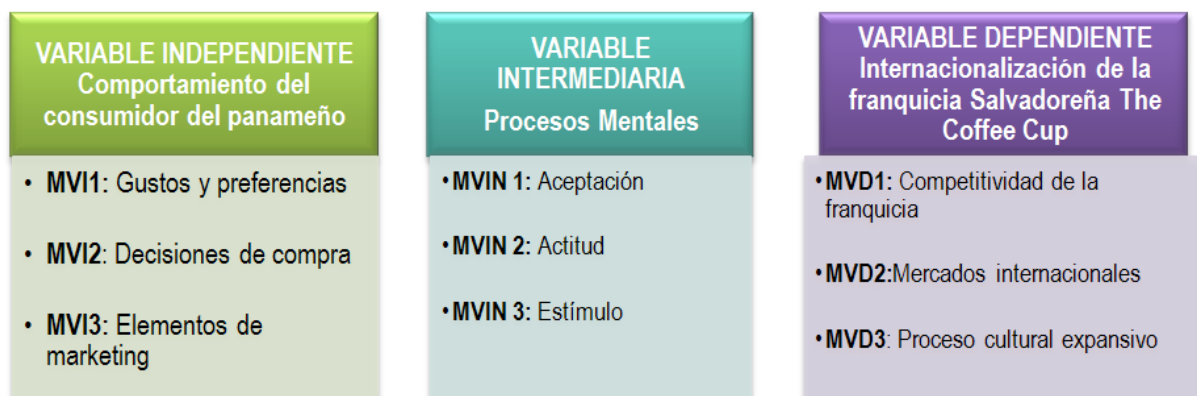 VARIABLE INDEPENDIENTE
Comportamiento del
consumidor del panameño
• MVI1: Gustos y preferencias
• MVI2: Decisiones de compra
• MVI3: Elementos de
marketing
VARIABLE
INTERMEDIARIA
Procesos Mentales
•MVIN 1: Aceptación
•MVIN 2: Actitud
•MVIN 3: Estímulo
VARIABLE DEPENDIENTE
Internacionalización de la
franquicia Salvadoreña The
Coffee Cup
•MVD1: Competitividad de la
franquicia
•MVD2:Mercados internacionales
•MVD3: Proceso cultural expansivo